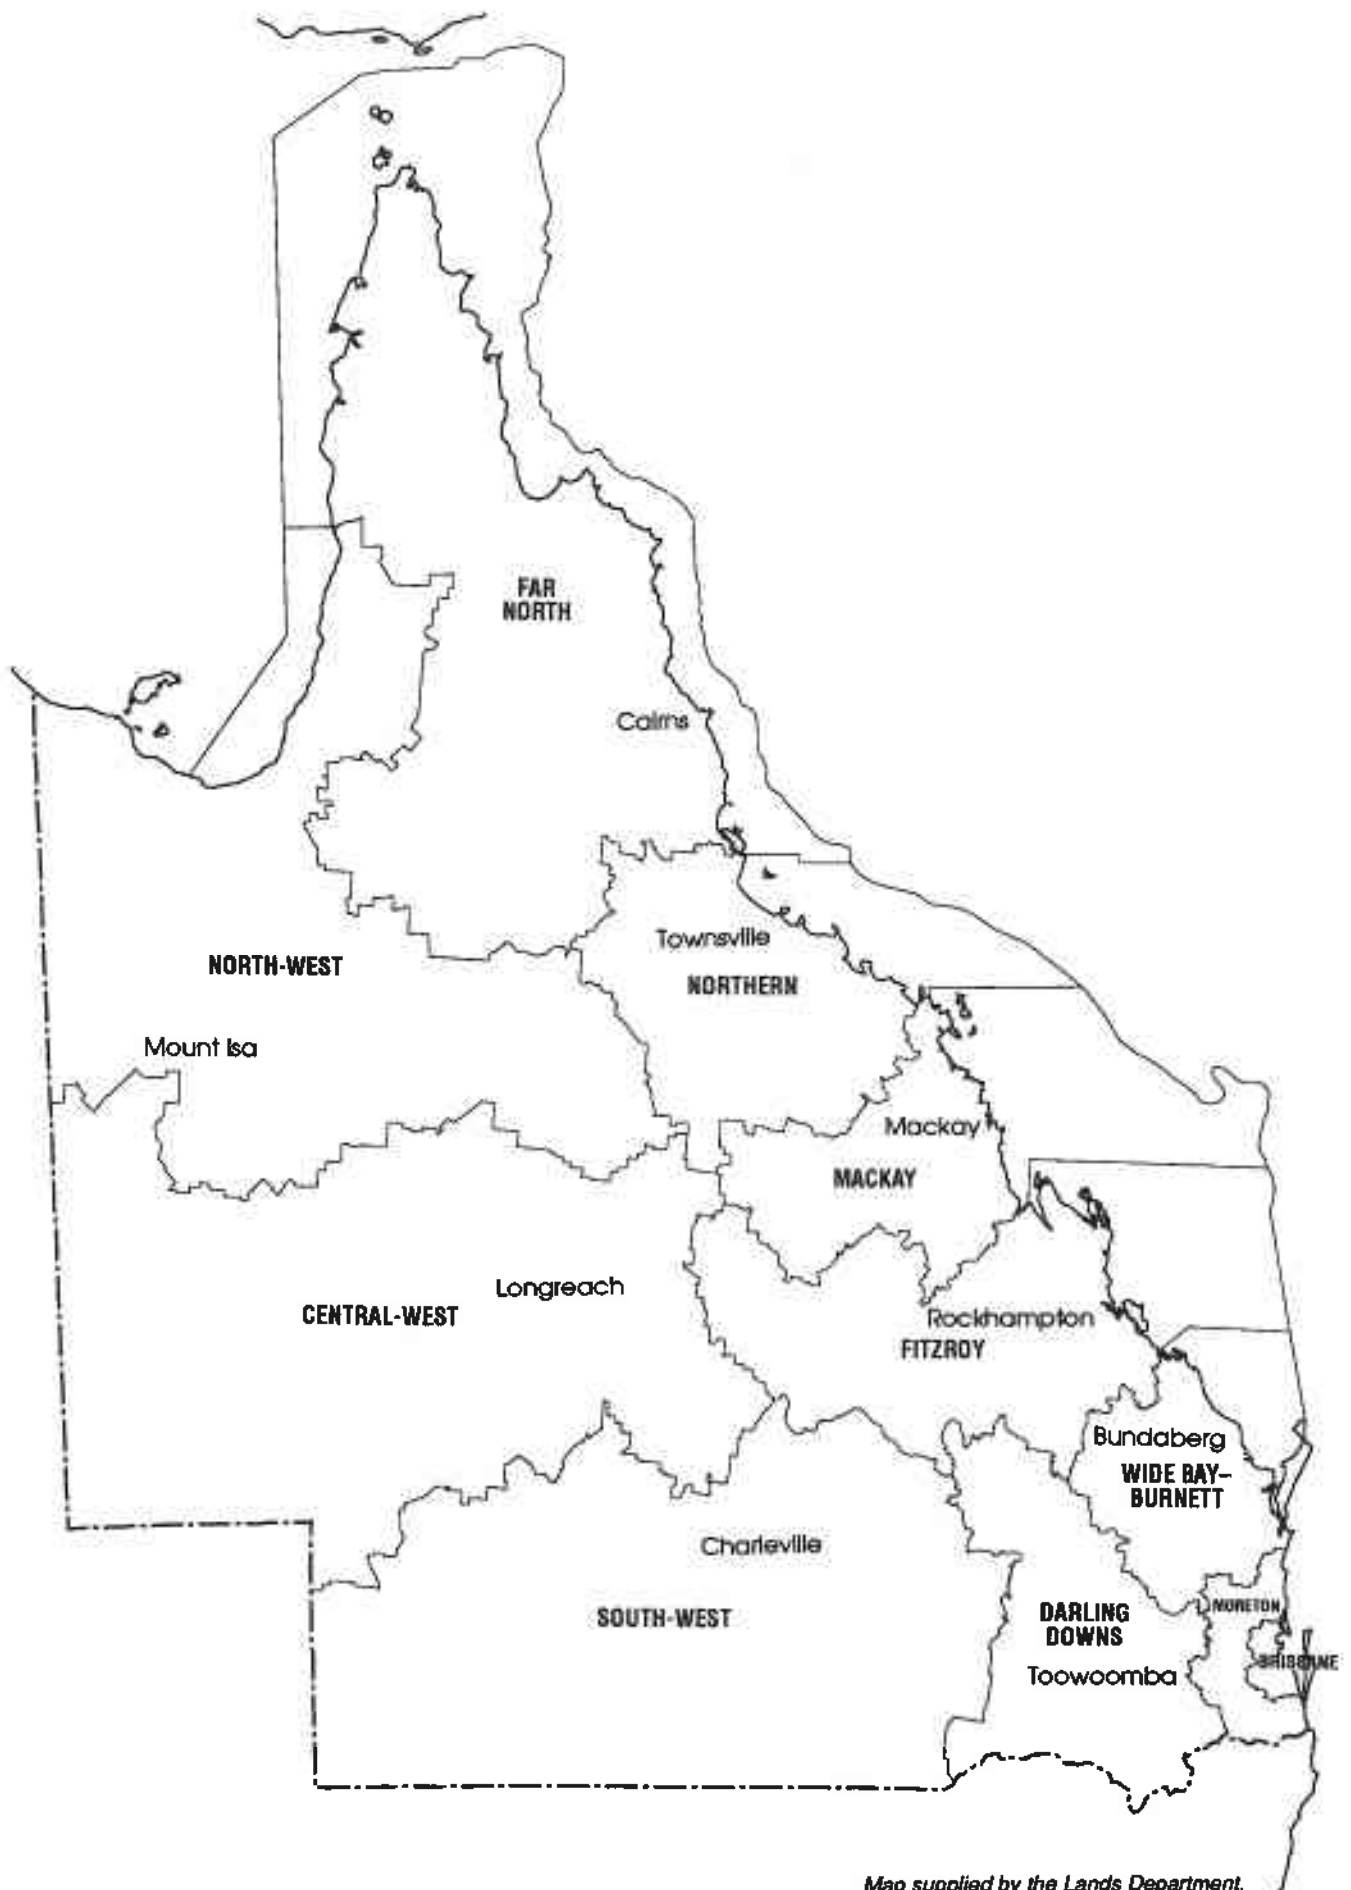 FAR
NORTH
Cairns
Townsville
NORTH-WEST
NORTHERN
Mount Isa
Mackay
MACKAY
Longreach
CENTRAL-WEST
Rockhampton
FITZROY
Bundaberg
WIDE BAY–
BURNETT
Charleville
SOUTH-WEST
MORETON
DARLING
DOWNS
BRISBANE
Toowoomba
Map supplied by the Lands Department.